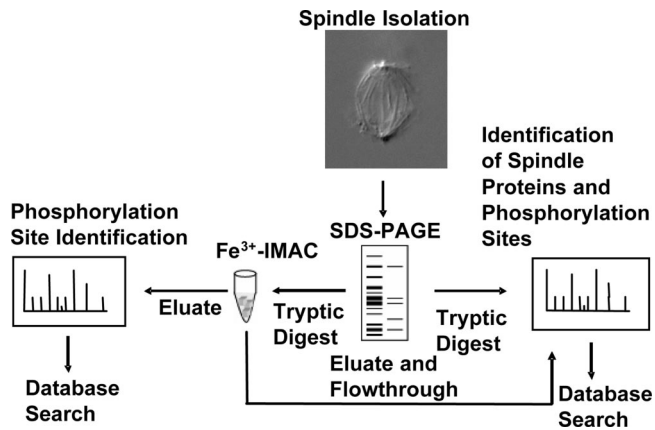 Spindle Isolation
Identification
of Spindle
Proteins and
Phosphorylation
Sites
Phosphorylation
Site Identification
SDS-PAGE
Fe³⁺-IMAC
Eluate
Tryptic
Digest
Tryptic
Digest
Eluate and
Flowthrough
Database
Search
Database
Search